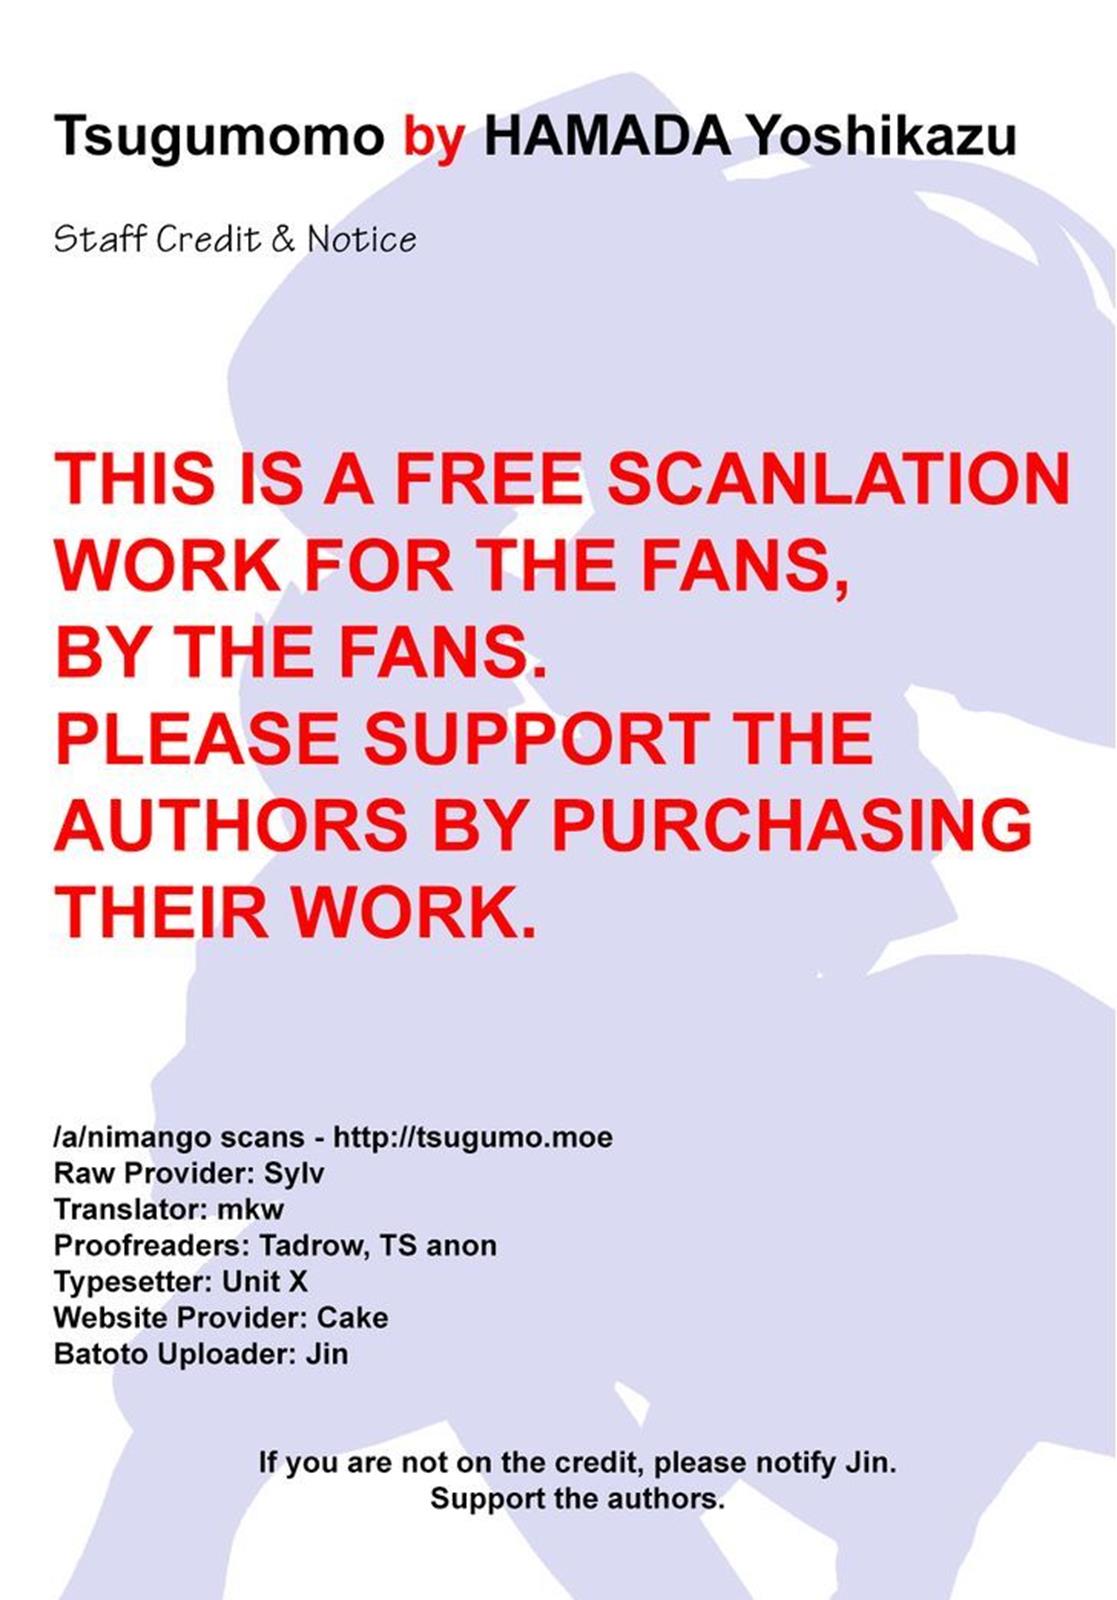 Tsugumomo by HAMADA Yoshikazu
Staff Credit & Notice
THIS IS A FREE SCANLATION
WORK FOR THE FANS,
BY THE FANS.
PLEASE SUPPORT THE
AUTHORS BY PURCHASING
THEIR WORK.
/a/nimango scans - http://tsugumo.moe
Raw Provider: Sylv
Translator: mkw
Proofreaders: Tadrow, TS anon
Typesetter: Unit X
Website Provider: Cake
Batoto Uploader: Jin
If you are not on the credit, please notify Jin.
Support the authors.